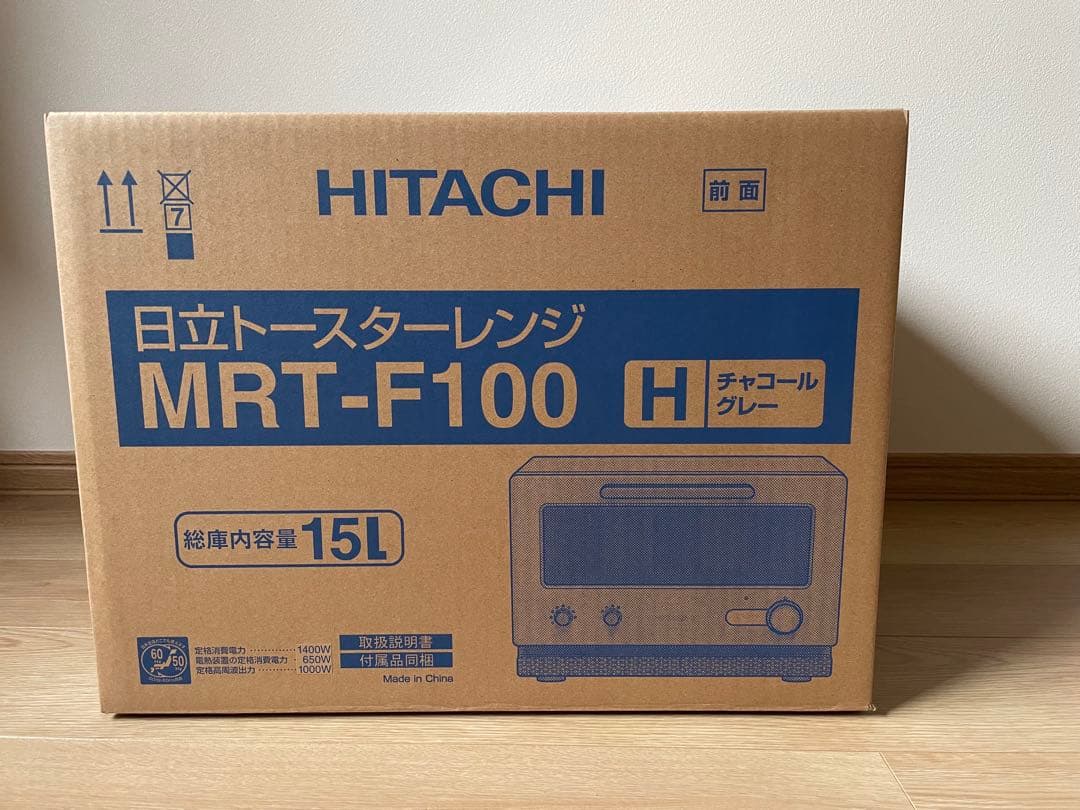 HITACHI
前面
7
日立トースターレンジ
MRT-F100
H
チャコール
グレー
総庫内容量 15L
60
50
定格消費電力 ・・・・・・・・・・・・ 1400W
電熱装置の定格消費電力 ・ 650W
定格高周波出力 ・・・・・・・・・ 1000W
取扱説明書
付属品同梱
Made in China